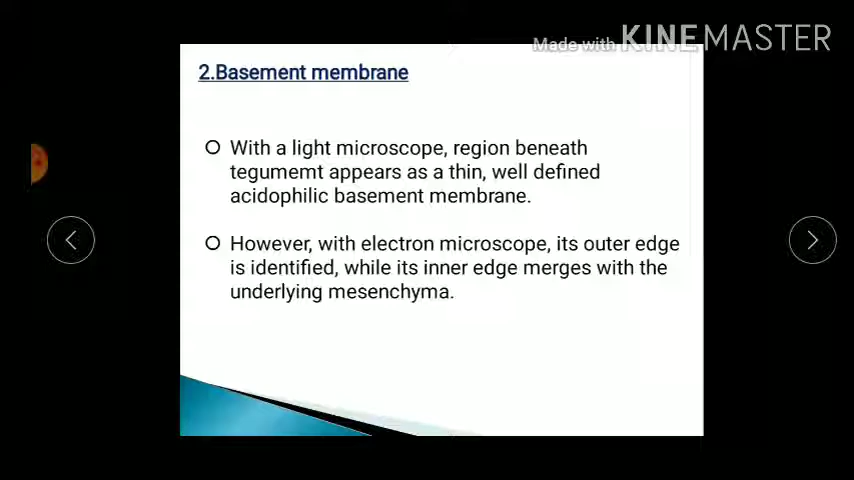 Made with KINEMASTER
2.Basement membrane
O With a light microscope, region beneath
tegumemt appears as a thin, well defined
acidophilic basement membrane.
O However, with electron microscope, its outer edge
is identified, while its inner edge merges with the
underlying mesenchyma.